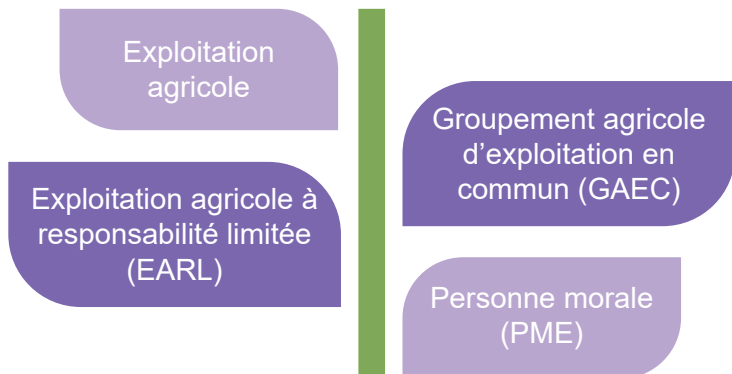 Exploitation
agricole
Groupement agricole
d’exploitation en
commun (GAEC)
Exploitation agricole à
responsabilité limitée
(EARL)
Personne morale
(PME)